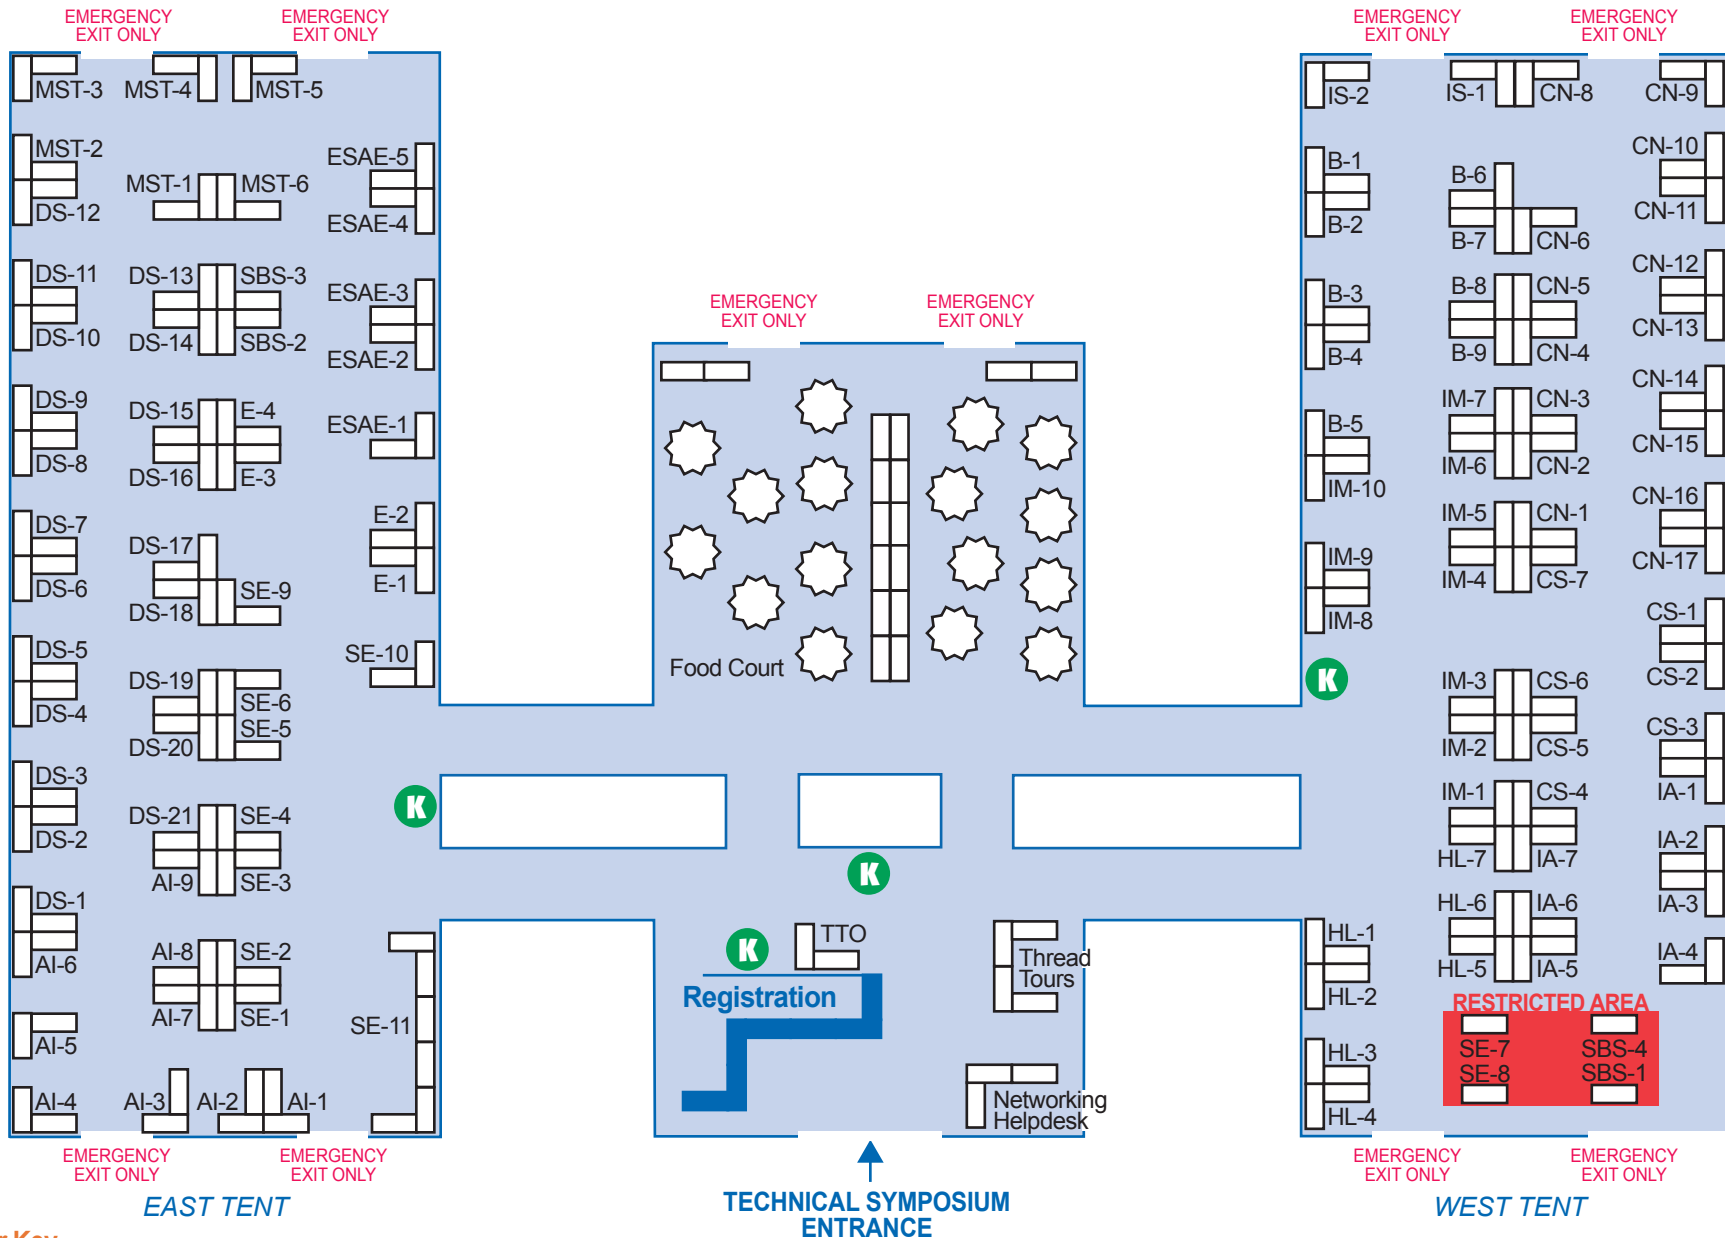 EMERGENCY
EXIT ONLY
EMERGENCY
EXIT ONLY
EMERGENCY
EXIT ONLY
EMERGENCY
EXIT ONLY
MST-3
MST-4
MST-5
MST-2
DS-12
MST-1
MST-6
ESAE-5
ESAE-4
DS-11
DS-10
DS-13
SBS-3
DS-14
SBS-2
ESAE-3
ESAE-2
DS-9
DS-8
DS-15
E-4
DS-16
E-3
ESAE-1
DS-7
DS-6
DS-17
SE-9
DS-18
E-2
E-1
DS-5
DS-4
DS-19
SE-6
SE-5
DS-20
SE-10
DS-3
DS-2
DS-21
SE-4
AI-9
SE-3
K
DS-1
AI-6
AI-8
SE-2
AI-7
SE-1
SE-11
AI-5
AI-4
AI-3
AI-2
AI-1
EMERGENCY
EXIT ONLY
EMERGENCY
EXIT ONLY
EAST TENT
r Key
EMERGENCY
EXIT ONLY
EMERGENCY
EXIT ONLY
Food Court
K
K
TTO
Registration
Thread
Tours
Networking
Helpdesk
TECHNICAL SYMPOSIUM
ENTRANCE
IS-2
IS-1
CN-8
CN-9
B-1
B-2
B-6
B-7
CN-6
CN-10
CN-11
B-3
B-4
B-8
CN-5
B-9
CN-4
CN-12
CN-13
B-5
IM-10
IM-7
CN-3
IM-6
CN-2
CN-14
CN-15
IM-9
IM-8
IM-5
CN-1
IM-4
CS-7
CN-16
CN-17
K
IM-3
CS-6
IM-2
CS-5
CS-1
CS-2
IM-1
CS-4
HL-7
IA-7
CS-3
IA-1
HL-1
HL-2
HL-6
IA-6
HL-5
IA-5
IA-2
IA-3
IA-4
HL-3
HL-4
RESTRICTED AREA
SE-7
SBS-4
SE-8
SBS-1
EMERGENCY
EXIT ONLY
EMERGENCY
EXIT ONLY
WEST TENT